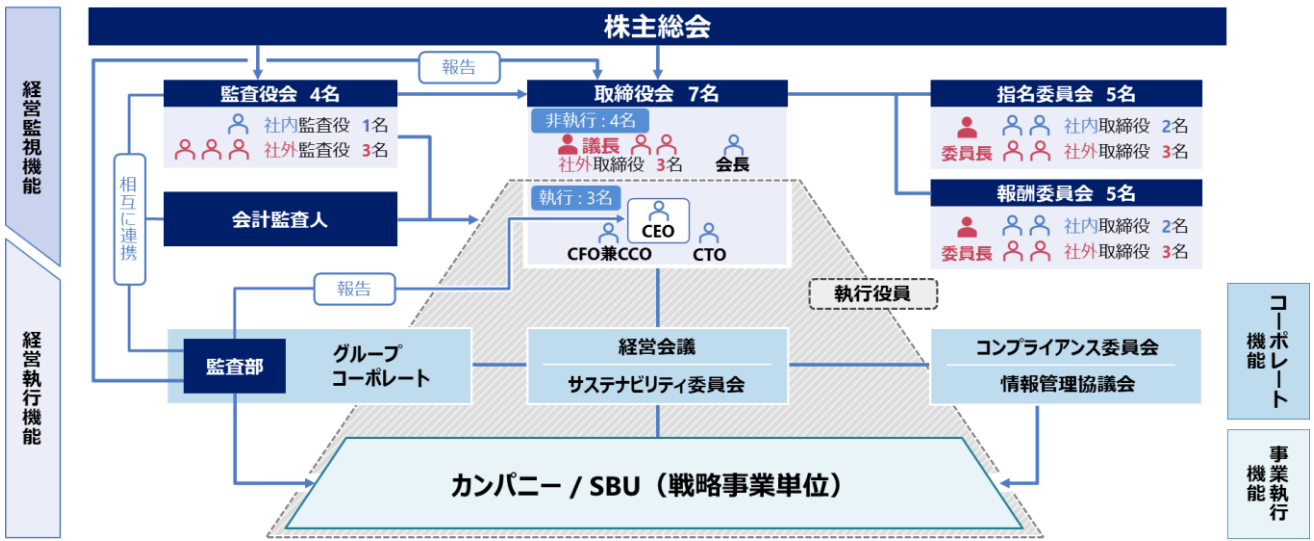 株主総会
経営監視機能
報告
監査役会 4名
社内監査役 1名
社外監査役 3名
取締役会 7名
非執行：4名
議長
社外取締役 3名
会長
指名委員会 5名
社内取締役 2名
委員長
社外取締役 3名
相互に連携
会計監査人
執行：3名
CEO
CFO兼CCO
CTO
報酬委員会 5名
社内取締役 2名
委員長
社外取締役 3名
経営執行機能
報告
執行役員
監査部
グループ
コーポレート
経営会議
サステナビリティ委員会
コンプライアンス委員会
情報管理協議会
コーポレート
機能
カンパニー / SBU（戦略事業単位）
事業執行
機能